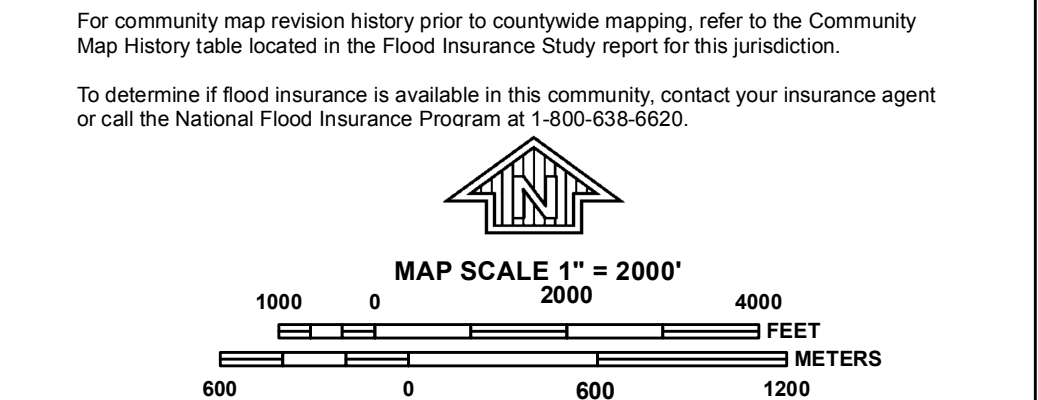 For community map revision history prior to countywide mapping, refer to the Community
Map History table located in the Flood Insurance Study report for this jurisdiction.
To determine if flood insurance is available in this community, contact your insurance agent
or call the National Flood Insurance Program at 1-800-638-6620.
N
MAP SCALE 1" = 2000'
1000 0 2000 4000
FEET
METERS
600 0 600 1200